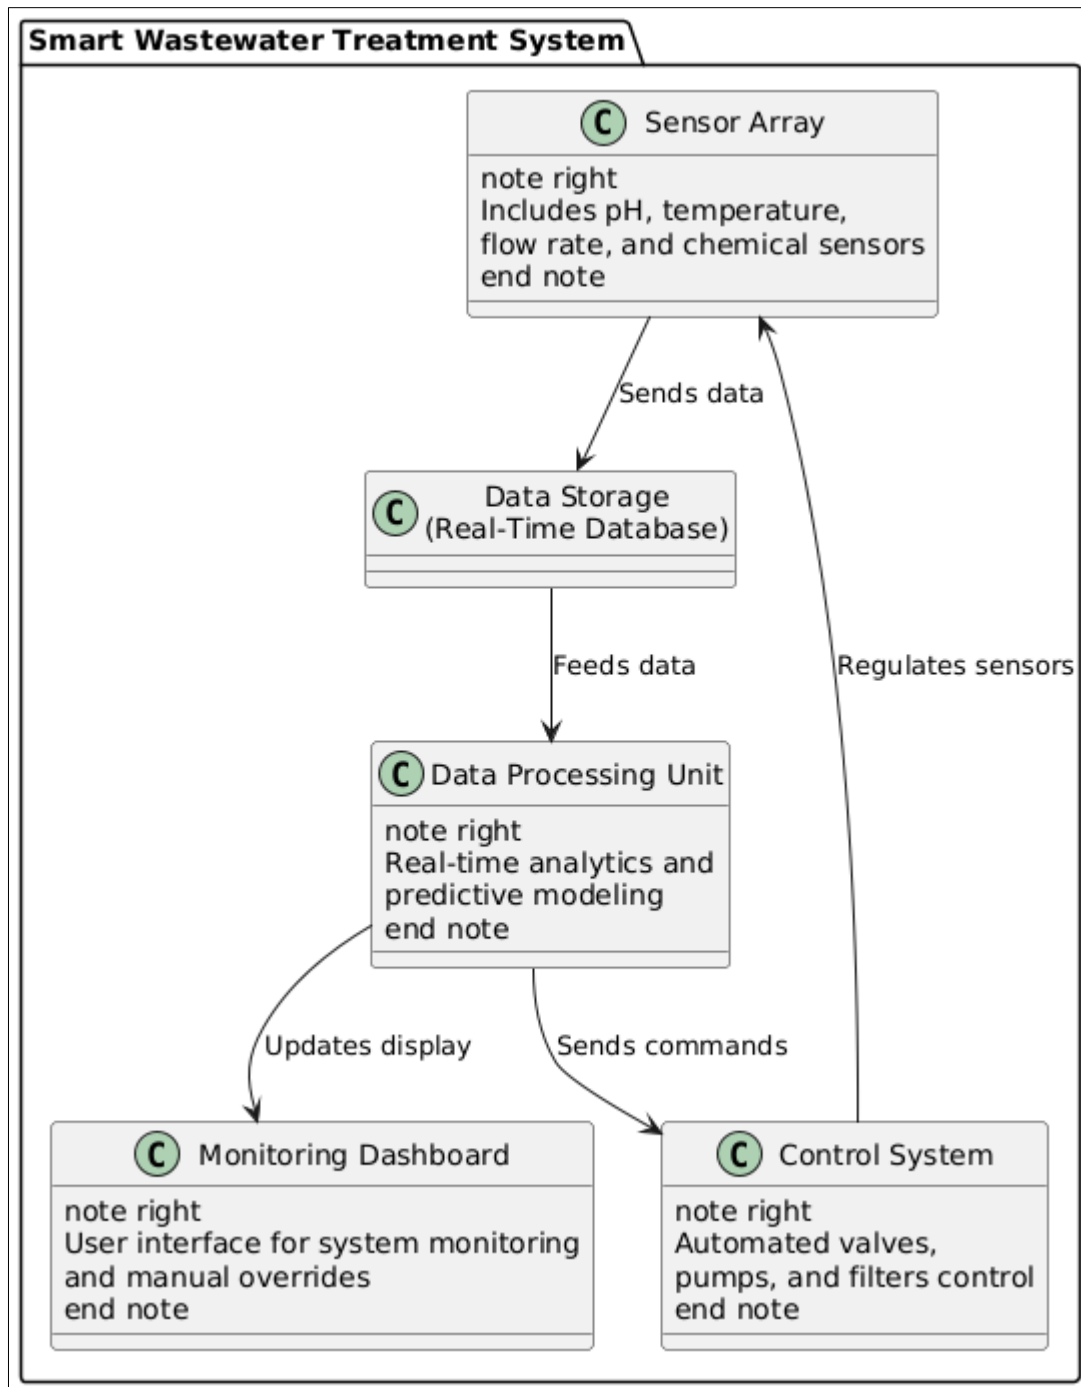 Smart Wastewater Treatment System
C Sensor Array
note right
Includes pH, temperature,
flow rate, and chemical sensors
end note
Sends data
C Data Storage
(Real-Time Database)
Feeds data
Regulates sensors
C Data Processing Unit
note right
Real-time analytics and
predictive modeling
end note
Updates display
Sends commands
C Monitoring Dashboard
note right
User interface for system monitoring
and manual overrides
end note
C Control System
note right
Automated valves,
pumps, and filters control
end note